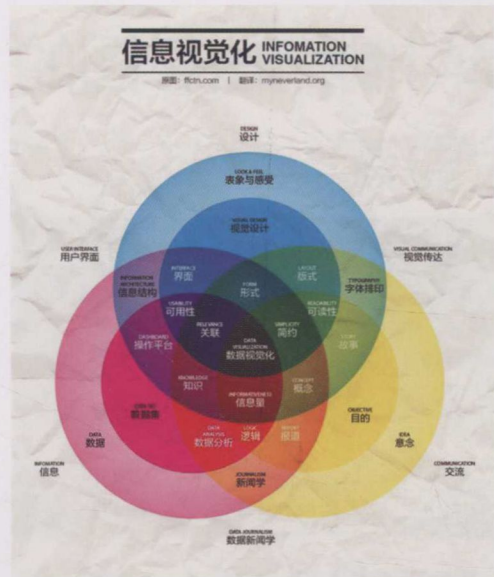 信息视觉化 INFOMATION
VISUALIZATION
原图：ffctn.com | 翻译：myneverland.org
DESIGN
设计
LOOK & FEEL
表象与感受
VISUAL DESIGN
视觉设计
USER INTERFACE
用户界面
VISUAL COMMUNICATION
视觉传达
INTERFACE
界面
LAYOUT
版式
INFORMATION
ARCHITECTURE
信息结构
FORM
形式
TYPOGRAPHY
字体排印
USABILITY
可用性
READABILITY
可读性
RELEVANCE
关联
SIMPLICITY
简约
DASHBOARD
操作平台
DATA
VISUALIZATION
数据视觉化
STORY
故事
KNOWLEDGE
知识
CONCEPT
概念
INFORMATIVENESS
信息量
数据集
OBJECTIVE
目的
DATA
数据
DATA
ANALYSIS
数据分析
LOGIC
逻辑
REPORT
报道
IDEA
意念
INFOMATION
信息
JOURNALISM
新闻学
COMMUNICATION
交流
DATA JOURNALISM
数据新闻学